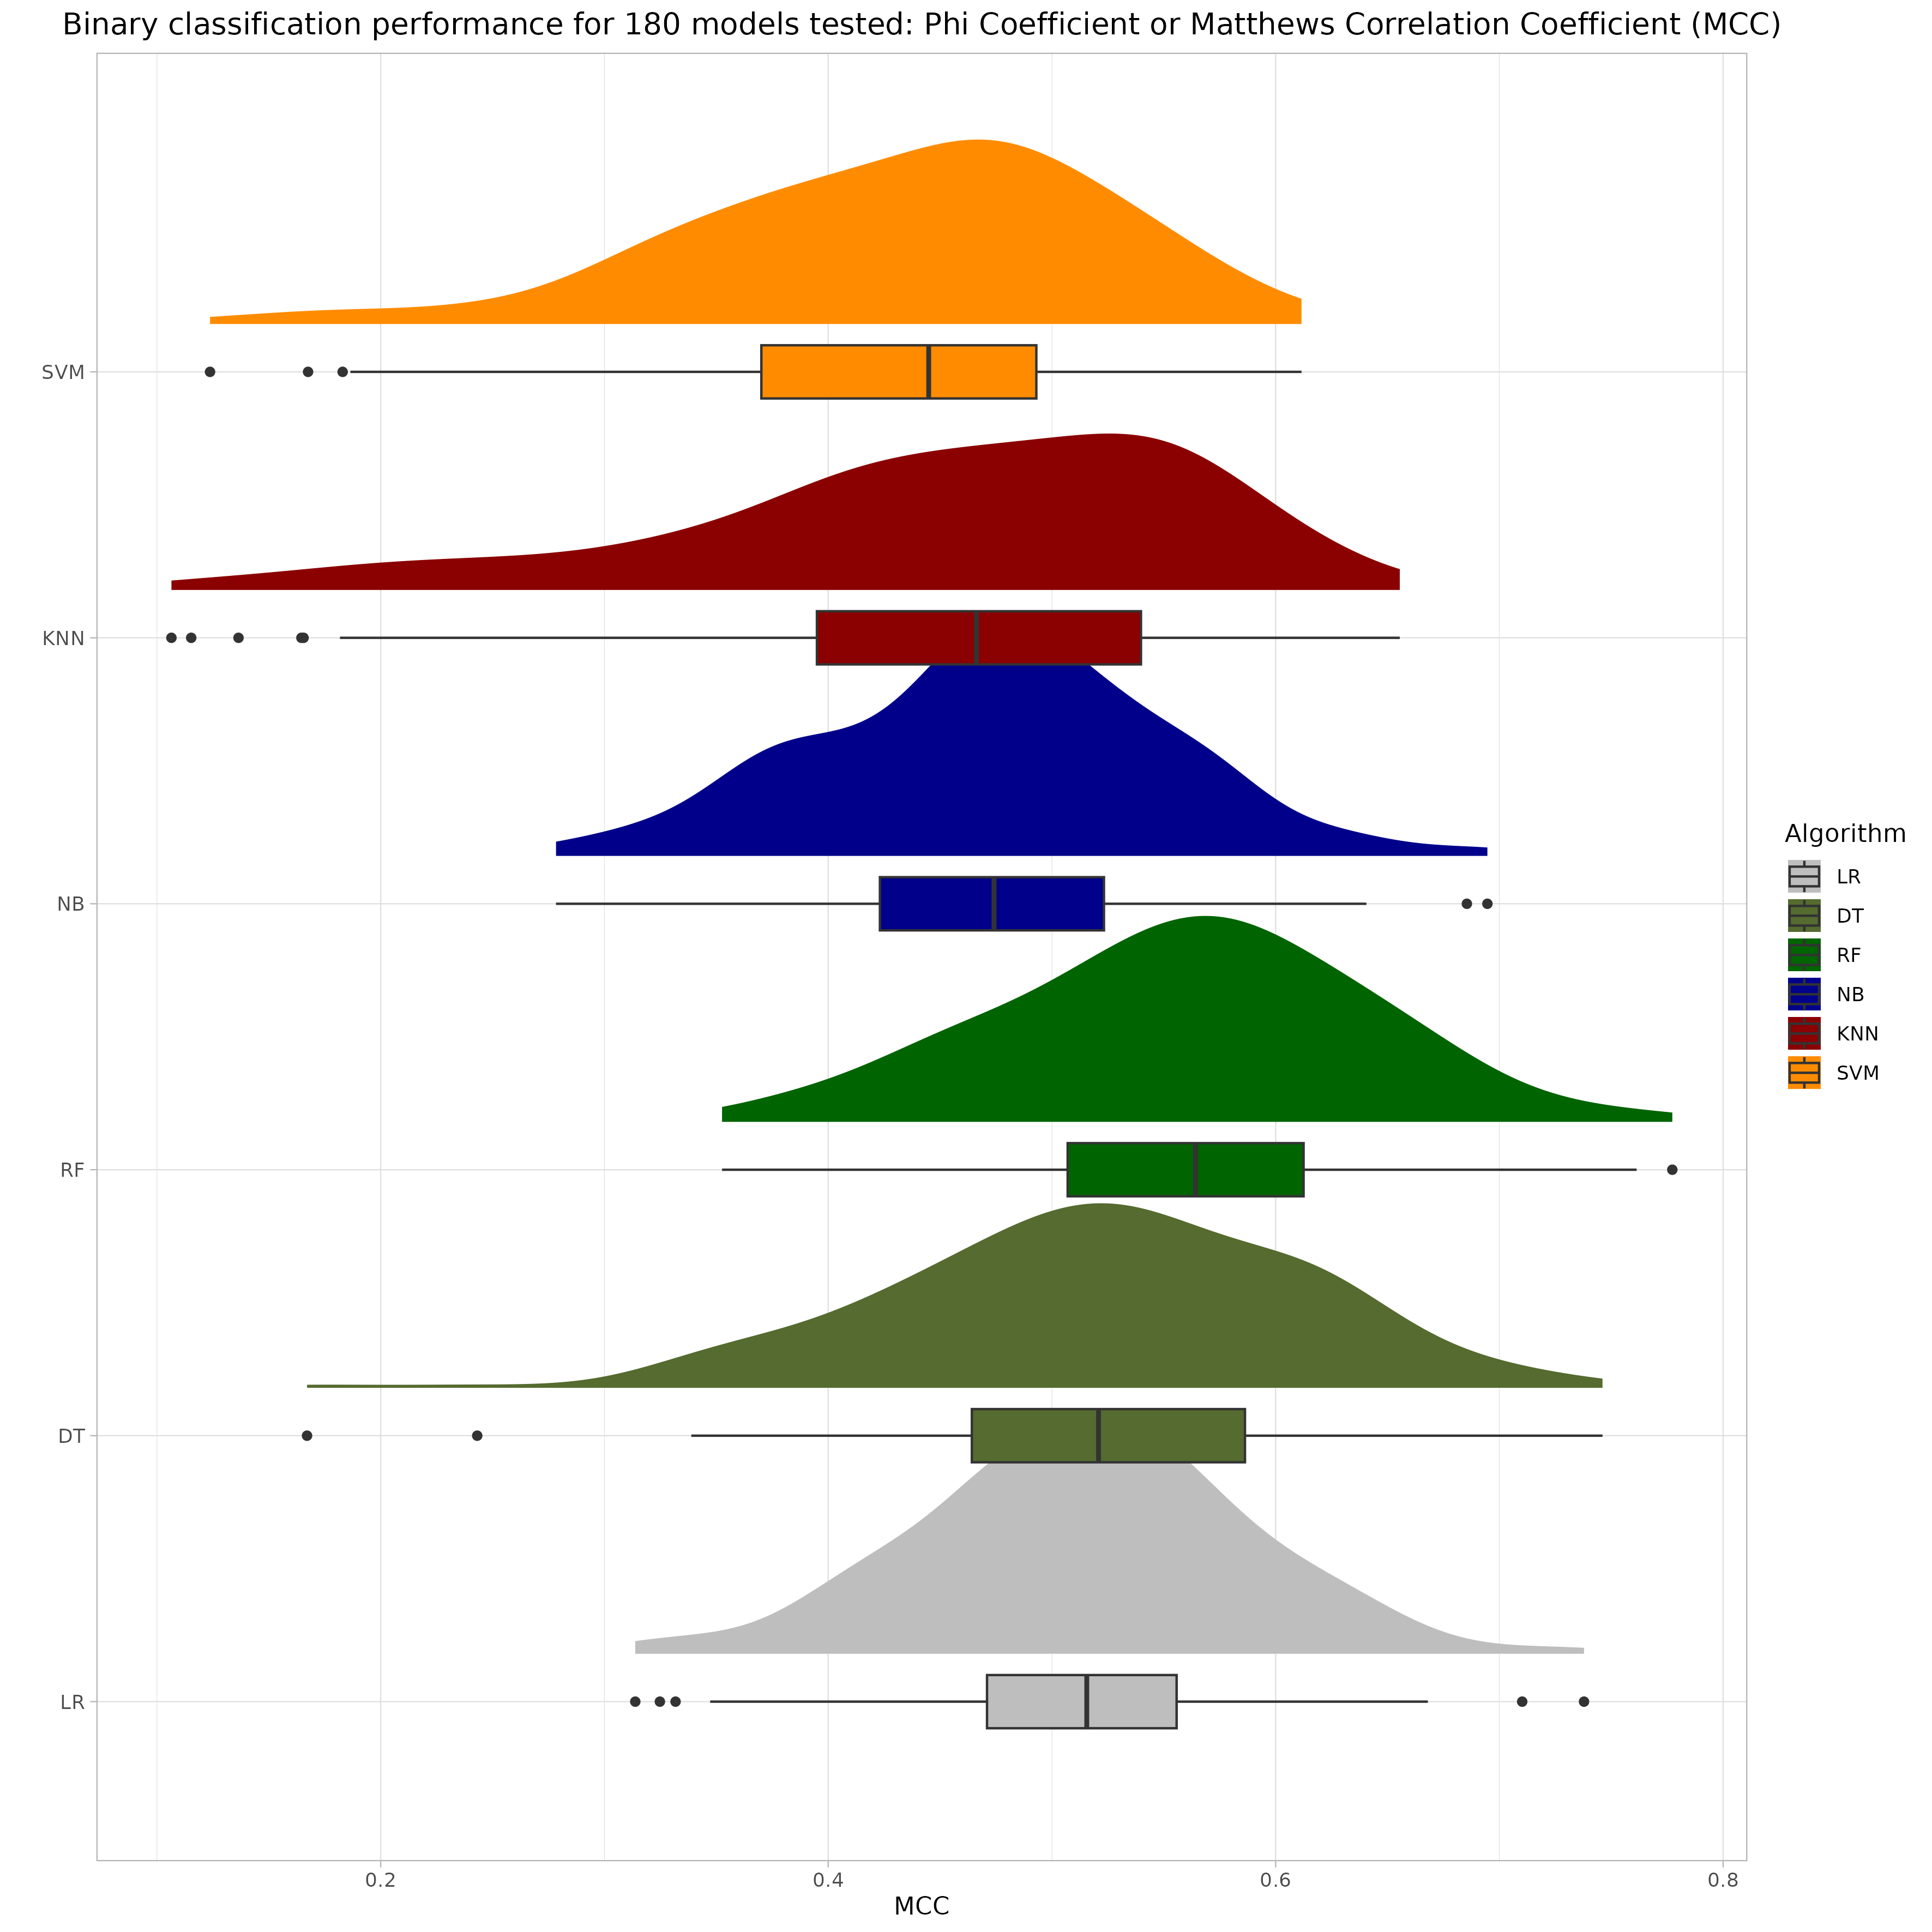 Binary classification performance for 180 models tested: Phi Coefficient or Matthews Correlation Coefficient (MCC)
SVM
KNN
NB
RF
DT
LR
0.2 0.4 0.6 0.8
MCC
Algorithm
LR
DT
RF
NB
KNN
SVM